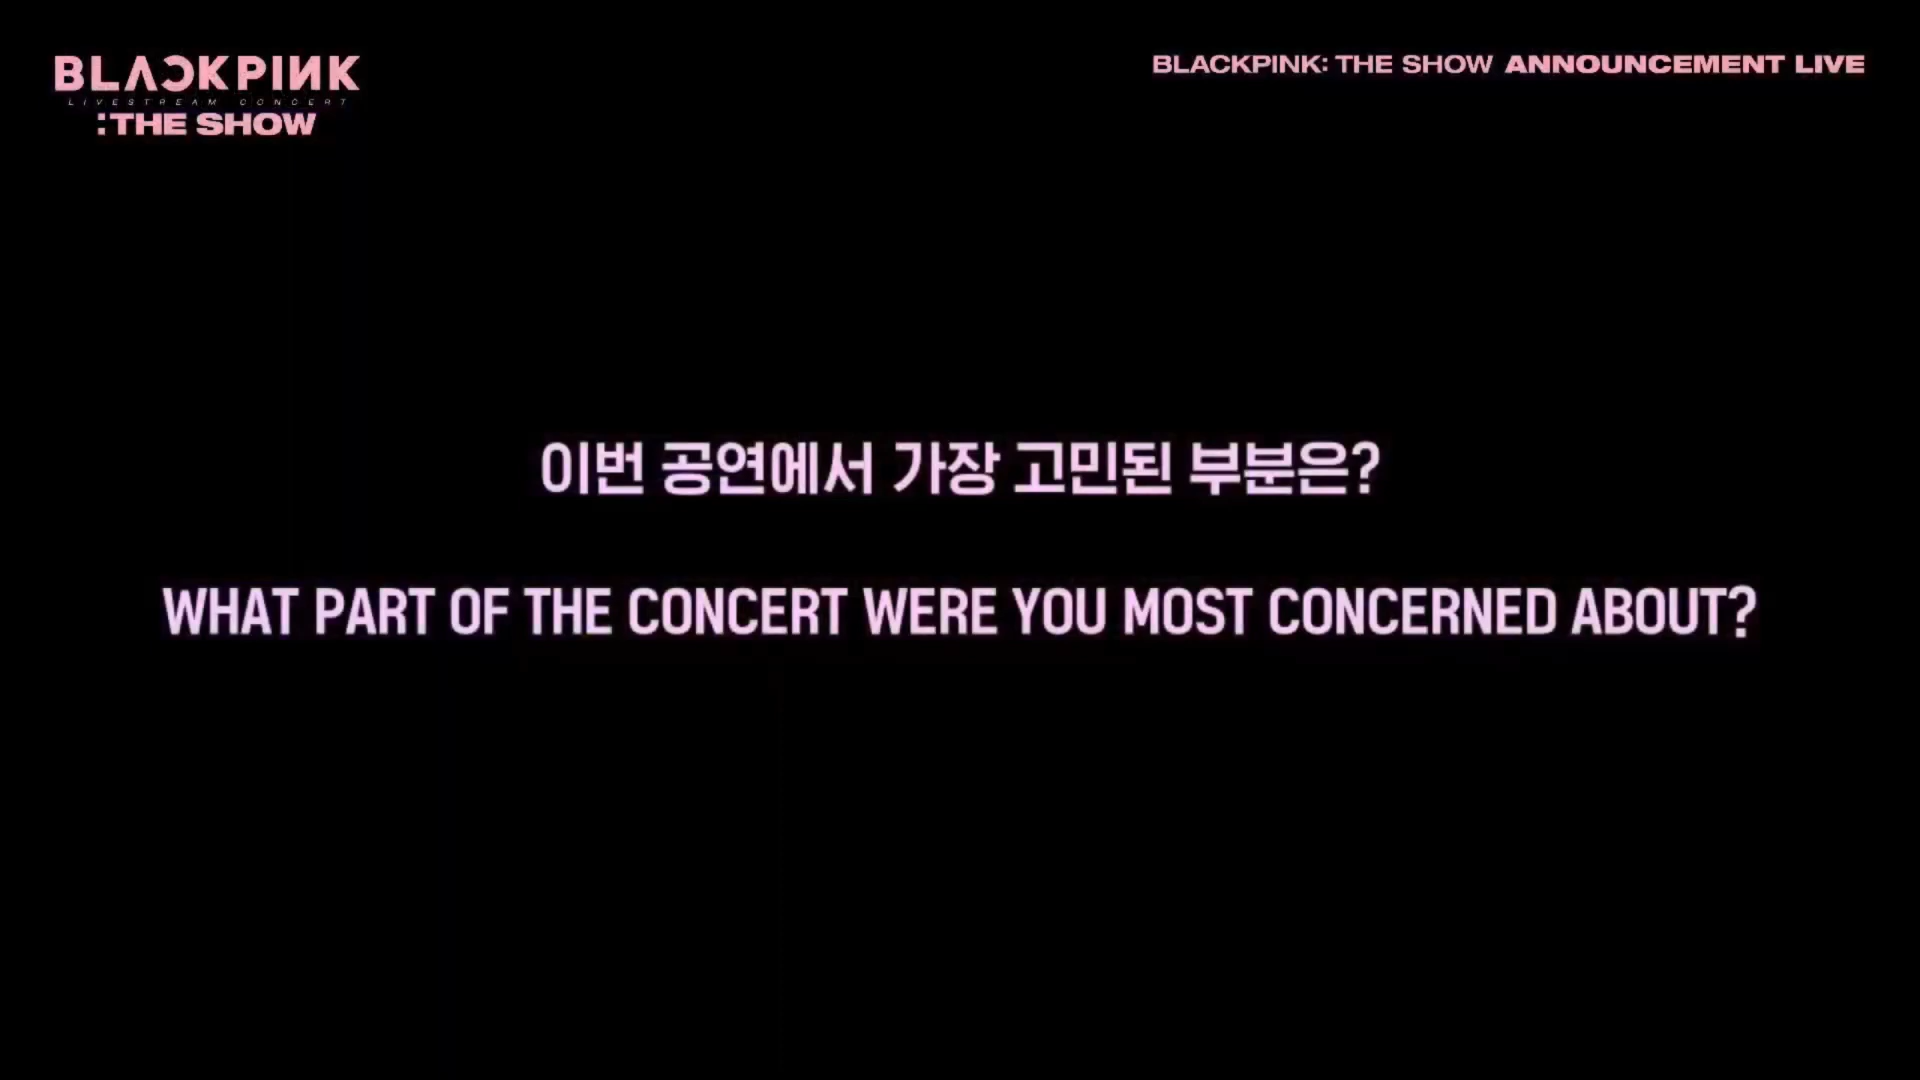 BLACKPINK
LIVESTREAM CONCERT
:THE SHOW
BLACKPINK: THE SHOW ANNOUNCEMENT LIVE
이번 공연에서 가장 고민된 부분은?
WHAT PART OF THE CONCERT WERE YOU MOST CONCERNED ABOUT?